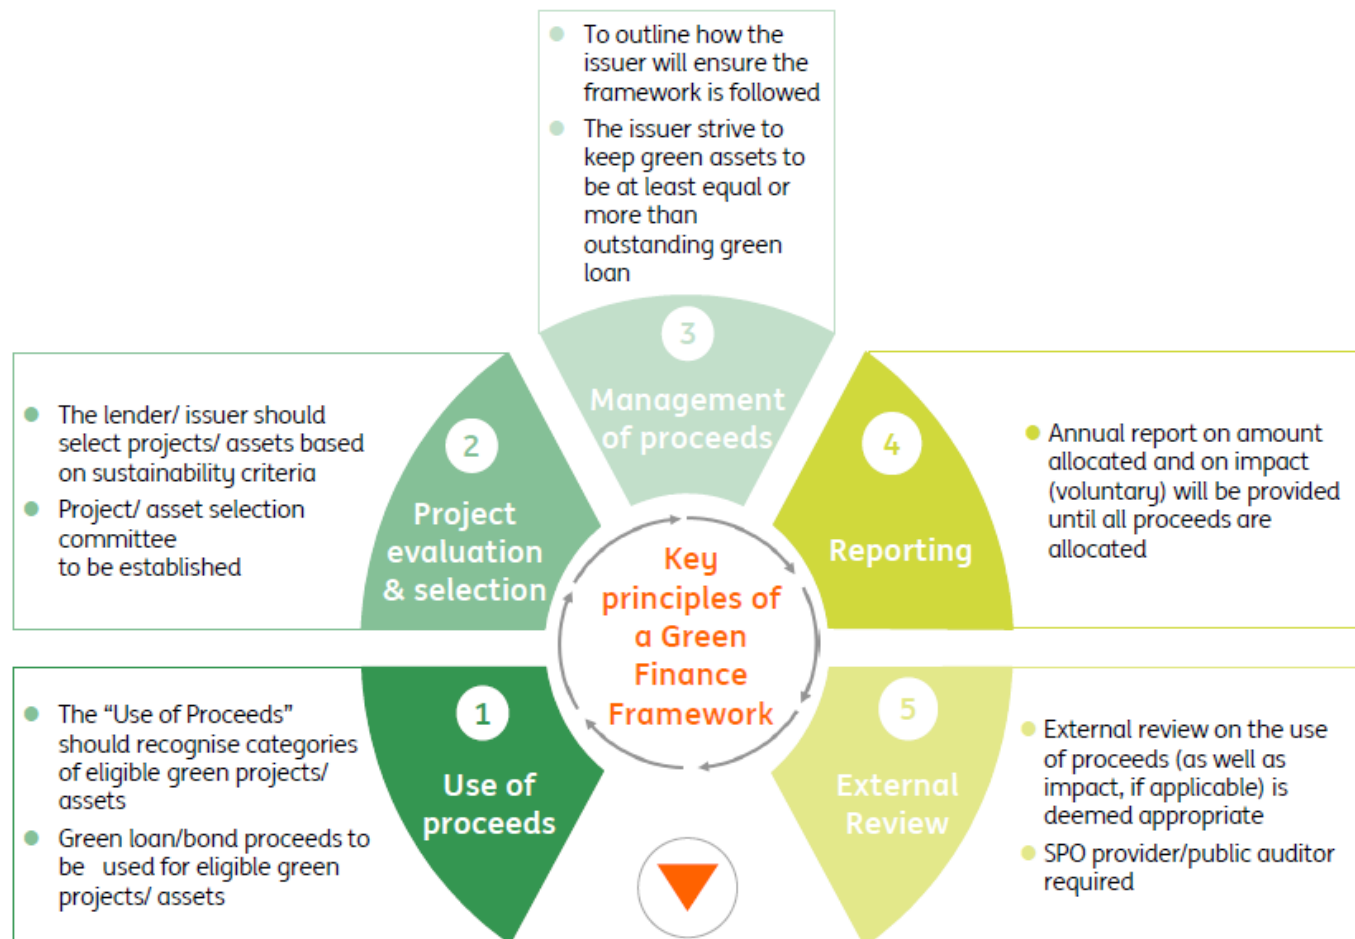 To outline how the
issuer will ensure the
framework is followed
The issuer strive to
keep green assets to
be at least equal or
more than
outstanding green
loan
3
Management
of proceeds
The lender/ issuer should
select projects/ assets based
on sustainability criteria
Project/ asset selection
committee
to be established
2
Project
evaluation
& selection
4
Reporting
Annual report on amount
allocated and on impact
(voluntary) will be provided
until all proceeds are
allocated
Key
principles of
a Green
Finance
Framework
The “Use of Proceeds”
should recognise categories
of eligible green projects/
assets
Green loan/bond proceeds to
be used for eligible green
projects/ assets
1
Use of
proceeds
5
External
Review
External review on the use
of proceeds (as well as
impact, if applicable) is
deemed appropriate
SPO provider/public auditor
required